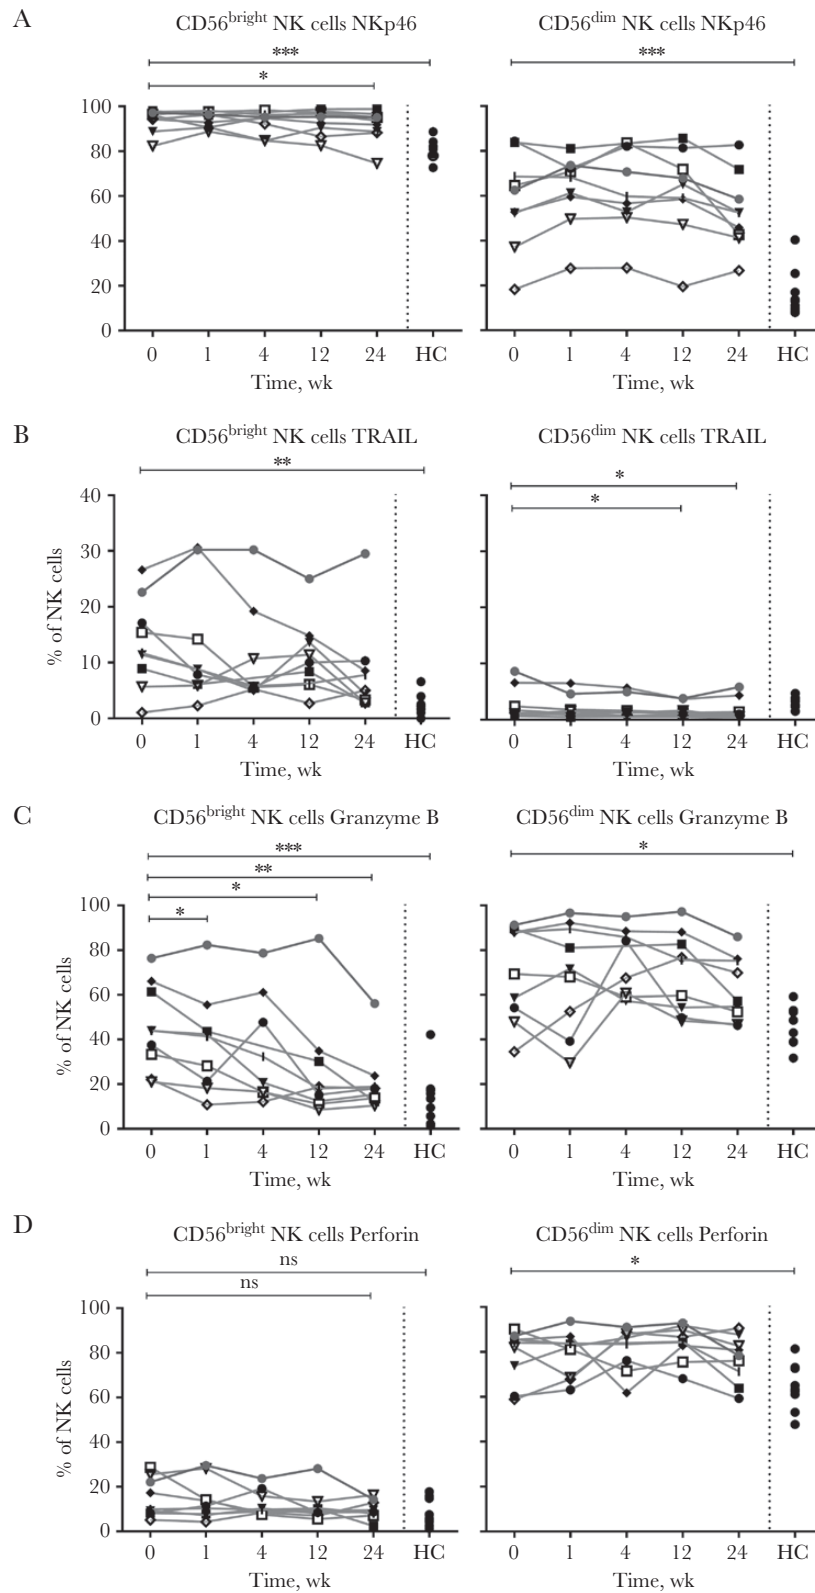 A
CD56bright NK cells NKp46
CD56dim NK cells NKp46
***
*
***
100
80
60
40
20
0
0 1 4 12 24 HC
Time, wk
0 1 4 12 24 HC
Time, wk
B
CD56bright NK cells TRAIL
CD56dim NK cells TRAIL
**
*
*
% of NK cells
40
30
20
10
0
0 1 4 12 24 HC
Time, wk
0 1 4 12 24 HC
Time, wk
C
CD56bright NK cells Granzyme B
CD56dim NK cells Granzyme B
***
**
*
*
*
% of NK cells
100
80
60
40
20
0
0 1 4 12 24 HC
Time, wk
0 1 4 12 24 HC
Time, wk
D
CD56bright NK cells Perforin
CD56dim NK cells Perforin
ns
ns
*
% of NK cells
100
80
60
40
20
0
0 1 4 12 24 HC
Time, wk
0 1 4 12 24 HC
Time, wk